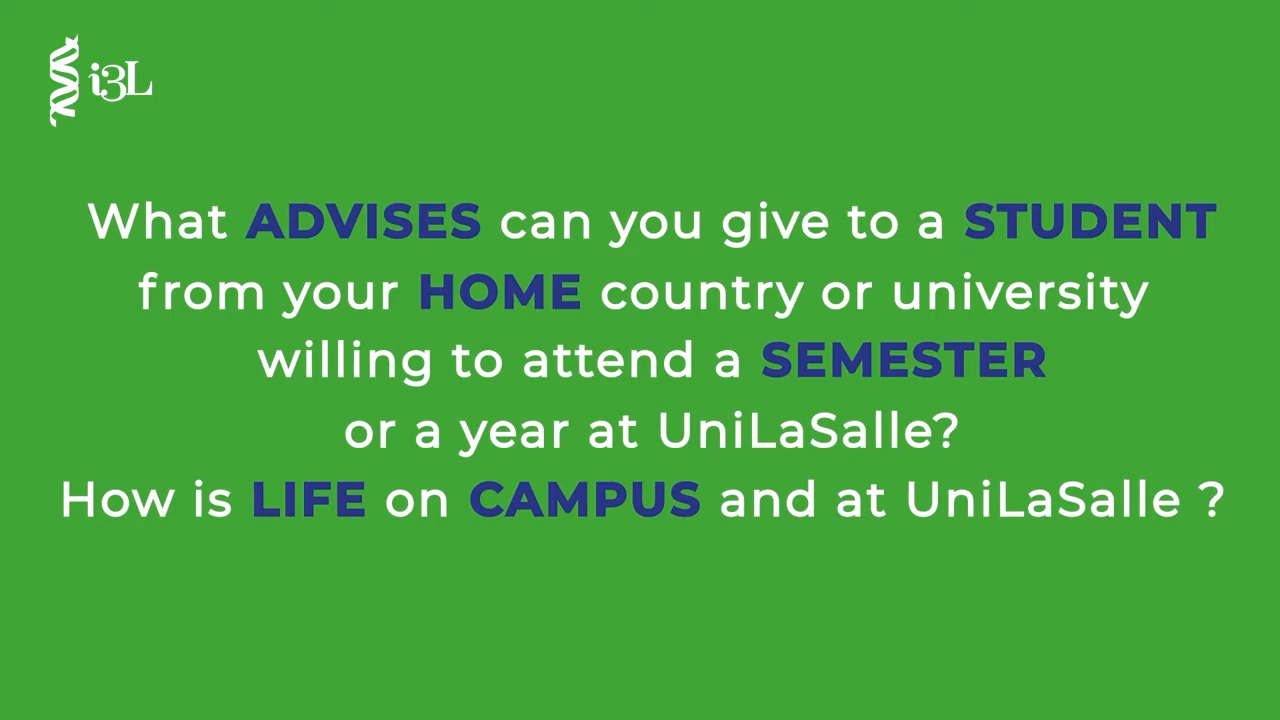 i3L
What ADVISES can you give to a STUDENT
from your HOME country or university
willing to attend a SEMESTER
or a year at UniLaSalle?
How is LIFE on CAMPUS and at UniLaSalle ?